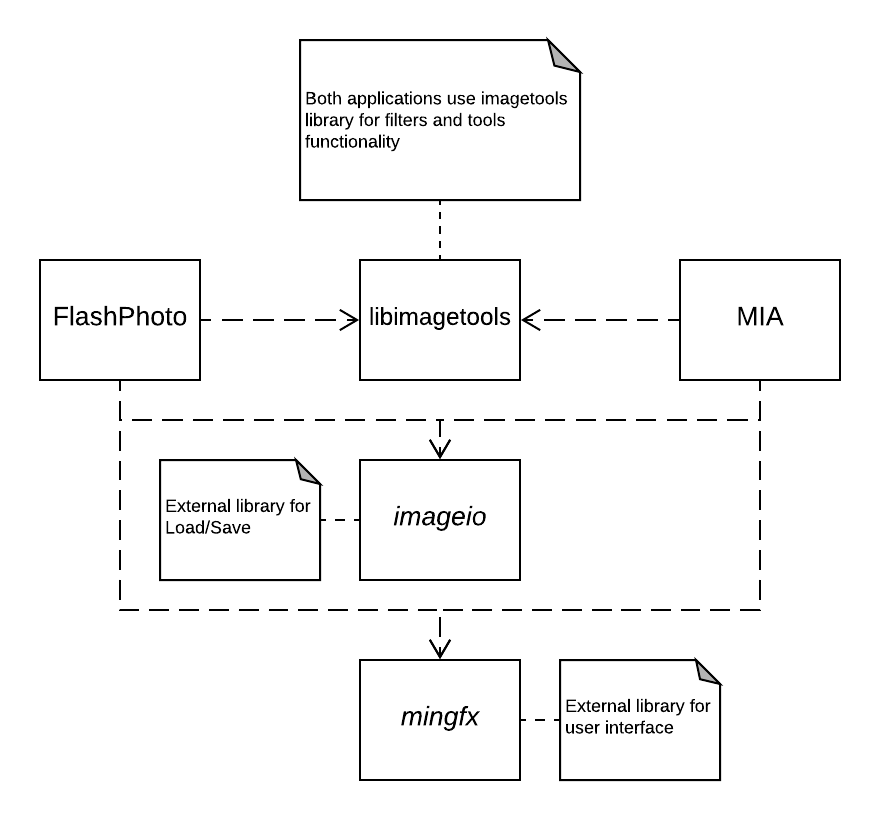 Both applications use imagetools
library for filters and tools
functionality
FlashPhoto
libimagetools
MIA
External library for
Load/Save
imageio
mingfx
External library for
user interface